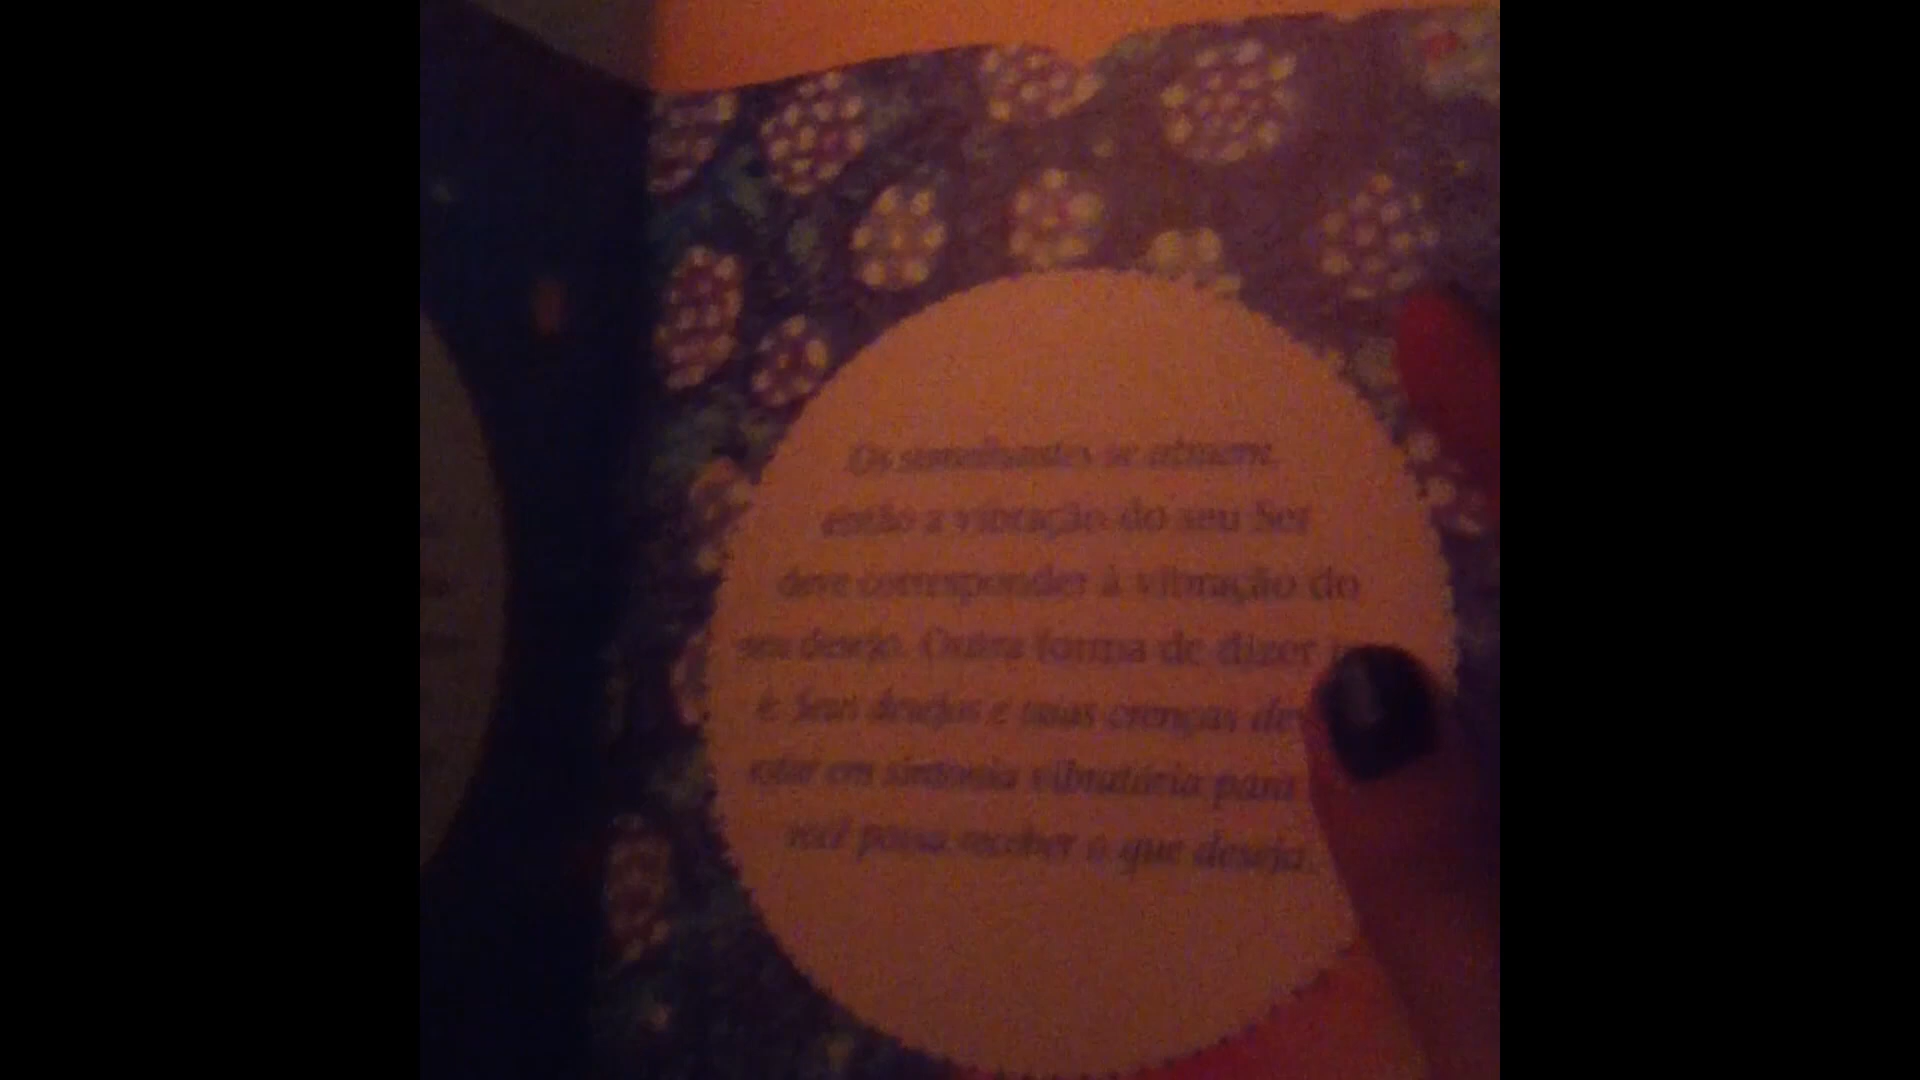 Os semelhantes se atraem,
então a vibração do seu Ser
deve corresponder à vibração do
seu desejo. Outra forma de dizer
é: Seus desejos e suas crenças
estar em sintonia vibratória para
você possa receber o que deseja.